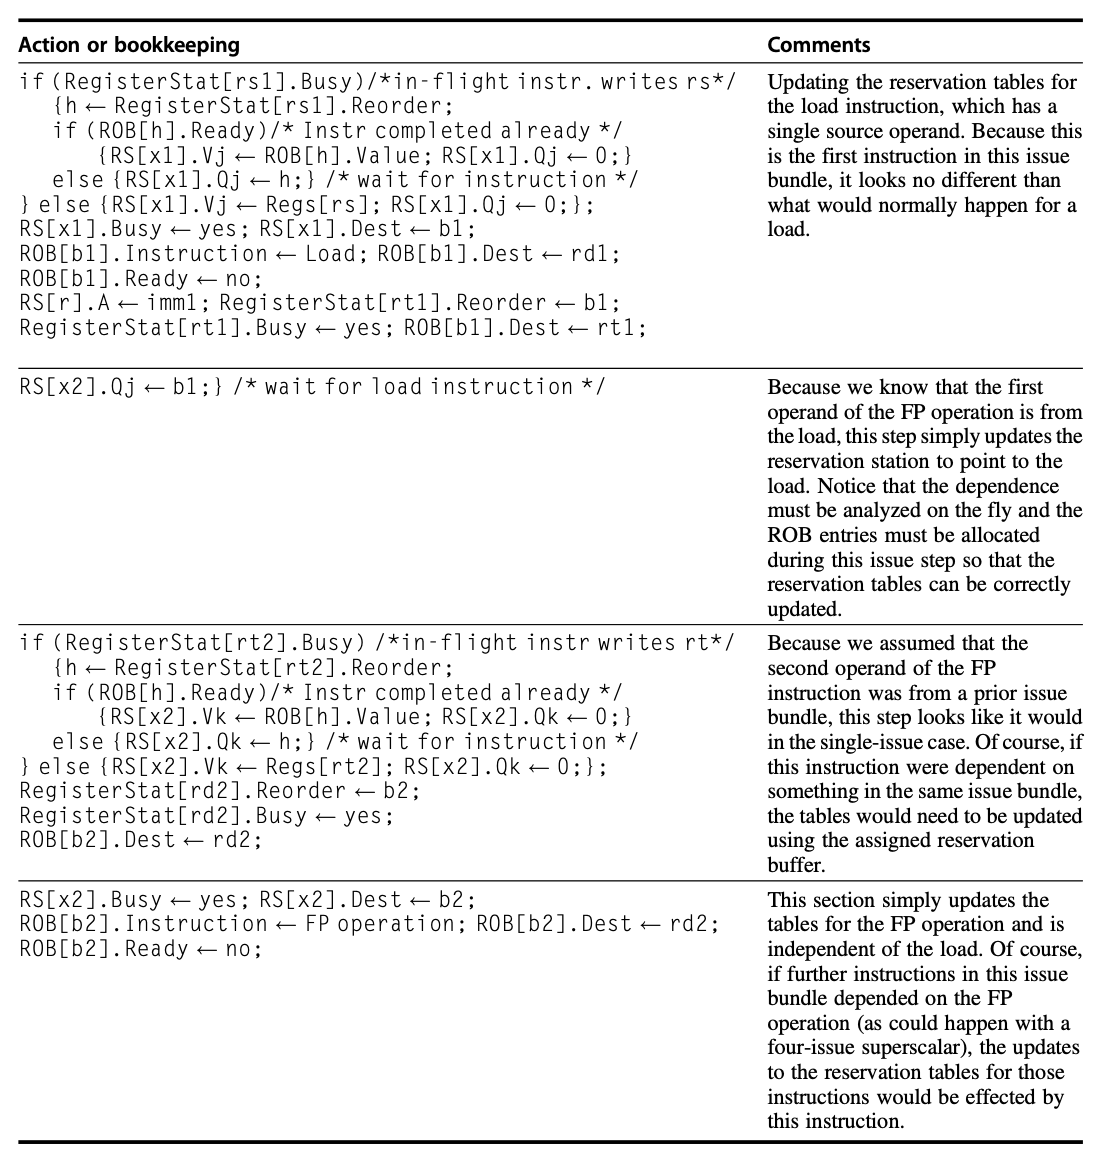 Action or bookkeeping Comments
if (RegisterStat[rs1].Busy)/*in-flight instr. writes rs*/
{h ← RegisterStat[rs1].Reorder;
if (ROB[h].Ready)/* Instr completed already */
{RS[x1].Vj ← ROB[h].Value; RS[x1].Qj ← 0;}
else {RS[x1].Qj ← h;} /* wait for instruction */
} else {RS[x1].Vj ← Regs[rs]; RS[x1].Qj ← 0;};
RS[x1].Busy ← yes; RS[x1].Dest ← b1;
ROB[b1].Instruction ← Load; ROB[b1].Dest ← rd1;
ROB[b1].Ready ← no;
RS[r].A ← imm1; RegisterStat[rt1].Reorder ← b1;
RegisterStat[rt1].Busy ← yes; ROB[b1].Dest ← rt1;
Updating the reservation tables for
the load instruction, which has a
single source operand. Because this
is the first instruction in this issue
bundle, it looks no different than
what would normally happen for a
load.
RS[x2].Qj ← b1;} /* wait for load instruction */
Because we know that the first
operand of the FP operation is from
the load, this step simply updates the
reservation station to point to the
load. Notice that the dependence
must be analyzed on the fly and the
ROB entries must be allocated
during this issue step so that the
reservation tables can be correctly
updated.
if (RegisterStat[rt2].Busy) /*in-flight instr writes rt*/
{h ← RegisterStat[rt2].Reorder;
if (ROB[h].Ready)/* Instr completed already */
{RS[x2].Vk ← ROB[h].Value; RS[x2].Qk ← 0;}
else {RS[x2].Qk ← h;} /* wait for instruction */
} else {RS[x2].Vk ← Regs[rt2]; RS[x2].Qk ← 0;};
RegisterStat[rd2].Reorder ← b2;
RegisterStat[rd2].Busy ← yes;
ROB[b2].Dest ← rd2;
Because we assumed that the
second operand of the FP
instruction was from a prior issue
bundle, this step looks like it would
in the single-issue case. Of course, if
this instruction were dependent on
something in the same issue bundle,
the tables would need to be updated
using the assigned reservation
buffer.
RS[x2].Busy ← yes; RS[x2].Dest ← b2;
ROB[b2].Instruction ← FP operation; ROB[b2].Dest ← rd2;
ROB[b2].Ready ← no;
This section simply updates the
tables for the FP operation and is
independent of the load. Of course,
if further instructions in this issue
bundle depended on the FP
operation (as could happen with a
four-issue superscalar), the updates
to the reservation tables for those
instructions would be effected by
this instruction.